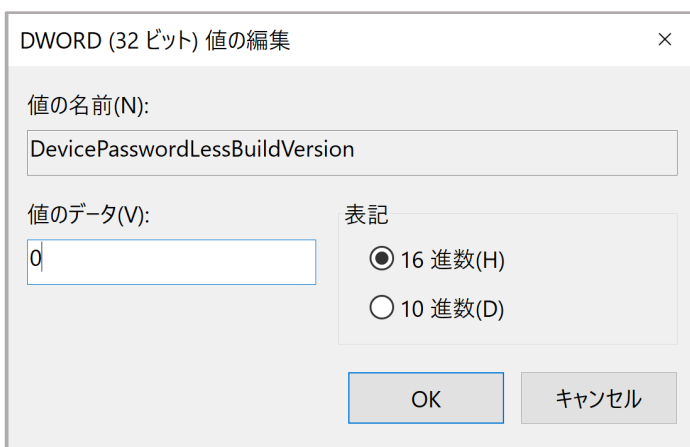 DWORD (32 ビット) 値の編集
値の名前(N):
DevicePasswordLessBuildVersion
値のデータ(V):
0
表記
16 進数(H)
10 進数(D)
OK
キャンセル